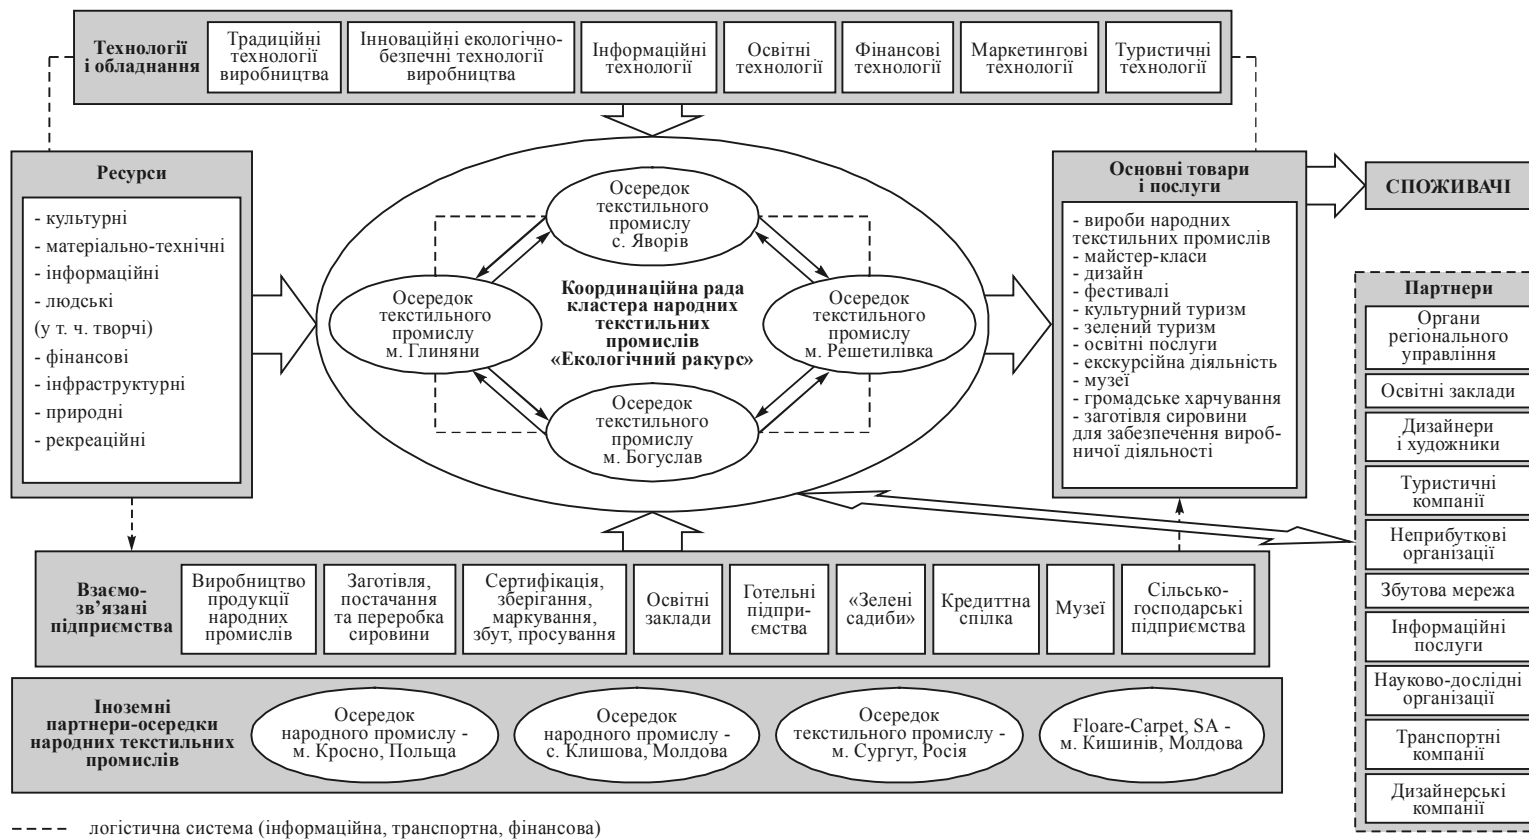 Технології
і обладнання
Традиційні
технології
виробництва
Інноваційні екологічно-
безпечні технології
виробництва
Інформаційні
технології
Освітні
технології
Фінансові
технології
Маркетингові
технології
Туристичні
технології
Ресурси
- культурні
- матеріально-технічні
- інформаційні
- людські
(у т. ч. творчі)
- фінансові
- інфраструктурні
- природні
- рекреаційні
Осередок
текстильного
промислу
с. Яворів
Осередок
текстильного
промислу
м. Глиняни
Координаційна рада
кластера народних
текстильних
промислів
«Екологічний ракурс»
Осередок
текстильного
промислу
м. Решетилівка
Осередок
текстильного
промислу
м. Богуслав
Основні товари
і послуги
- вироби народних
текстильних промислів
- майстер-класи
- дизайн
- фестивалі
- культурний туризм
- зелений туризм
- освітні послуги
- екскурсійна діяльність
- музеї
- громадське харчування
- заготівля сировини
для забезпечення вироб-
ничої діяльності
СПОЖИВАЧІ
Партнери
Органи
регіонального
управління
Освітні заклади
Дизайнери
і художники
Туристичні
компанії
Неприбуткові
організації
Збутова мережа
Інформаційні
послуги
Науково-дослідні
організації
Транспортні
компанії
Дизайнерські
компанії
Взаємо-
зв’язані
підприємства
Виробництво
продукції
народних
промислів
Заготівля,
постачання
та переробка
сировини
Сертифікація,
зберігання,
маркування,
збут, просування
Освітні
заклади
Готельні
підпри-
ємства
«Зелені
садиби»
Кредиттна
спілка
Музеї
Сільсько-
господарські
підприємства
Іноземні
партнери-осередки
народних текстильних
промислів
Осередок
народного промислу -
м. Кросно, Польща
Осередок
народного промислу -
с. Клишова, Молдова
Осередок
текстильного промислу -
м. Сургут, Росія
Floare-Carpet, SA -
м. Кишинів, Молдова
логістична система (інформаційна, транспортна, фінансова)